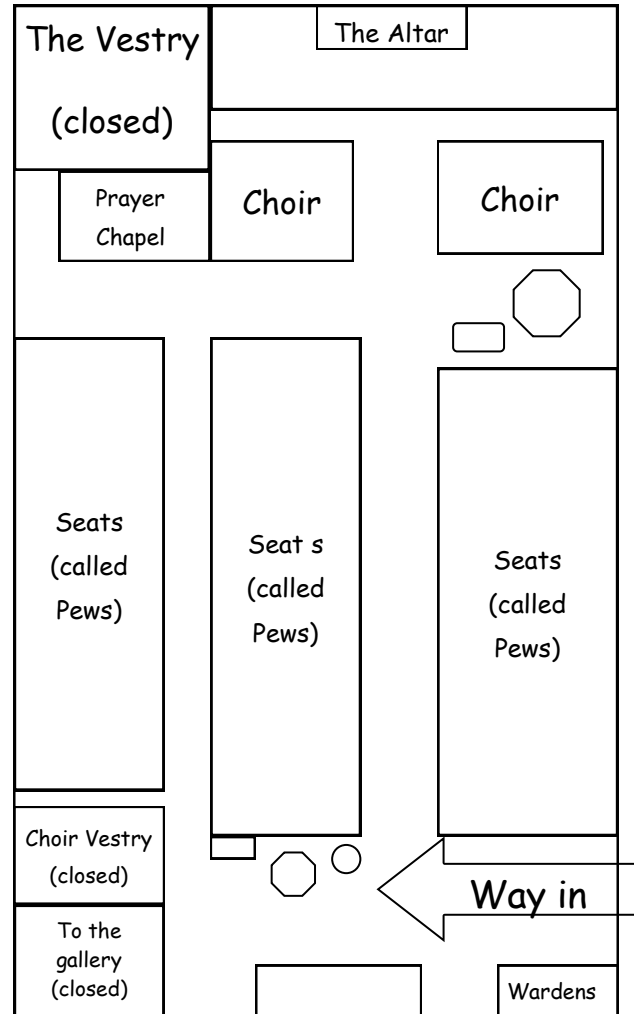 The Vestry
(closed)
The Altar
Prayer
Chapel
Choir
Choir
Seats
(called
Pews)
Seat s
(called
Pews)
Seats
(called
Pews)
Choir Vestry
(closed)
Way in
To the
gallery
(closed)
Wardens